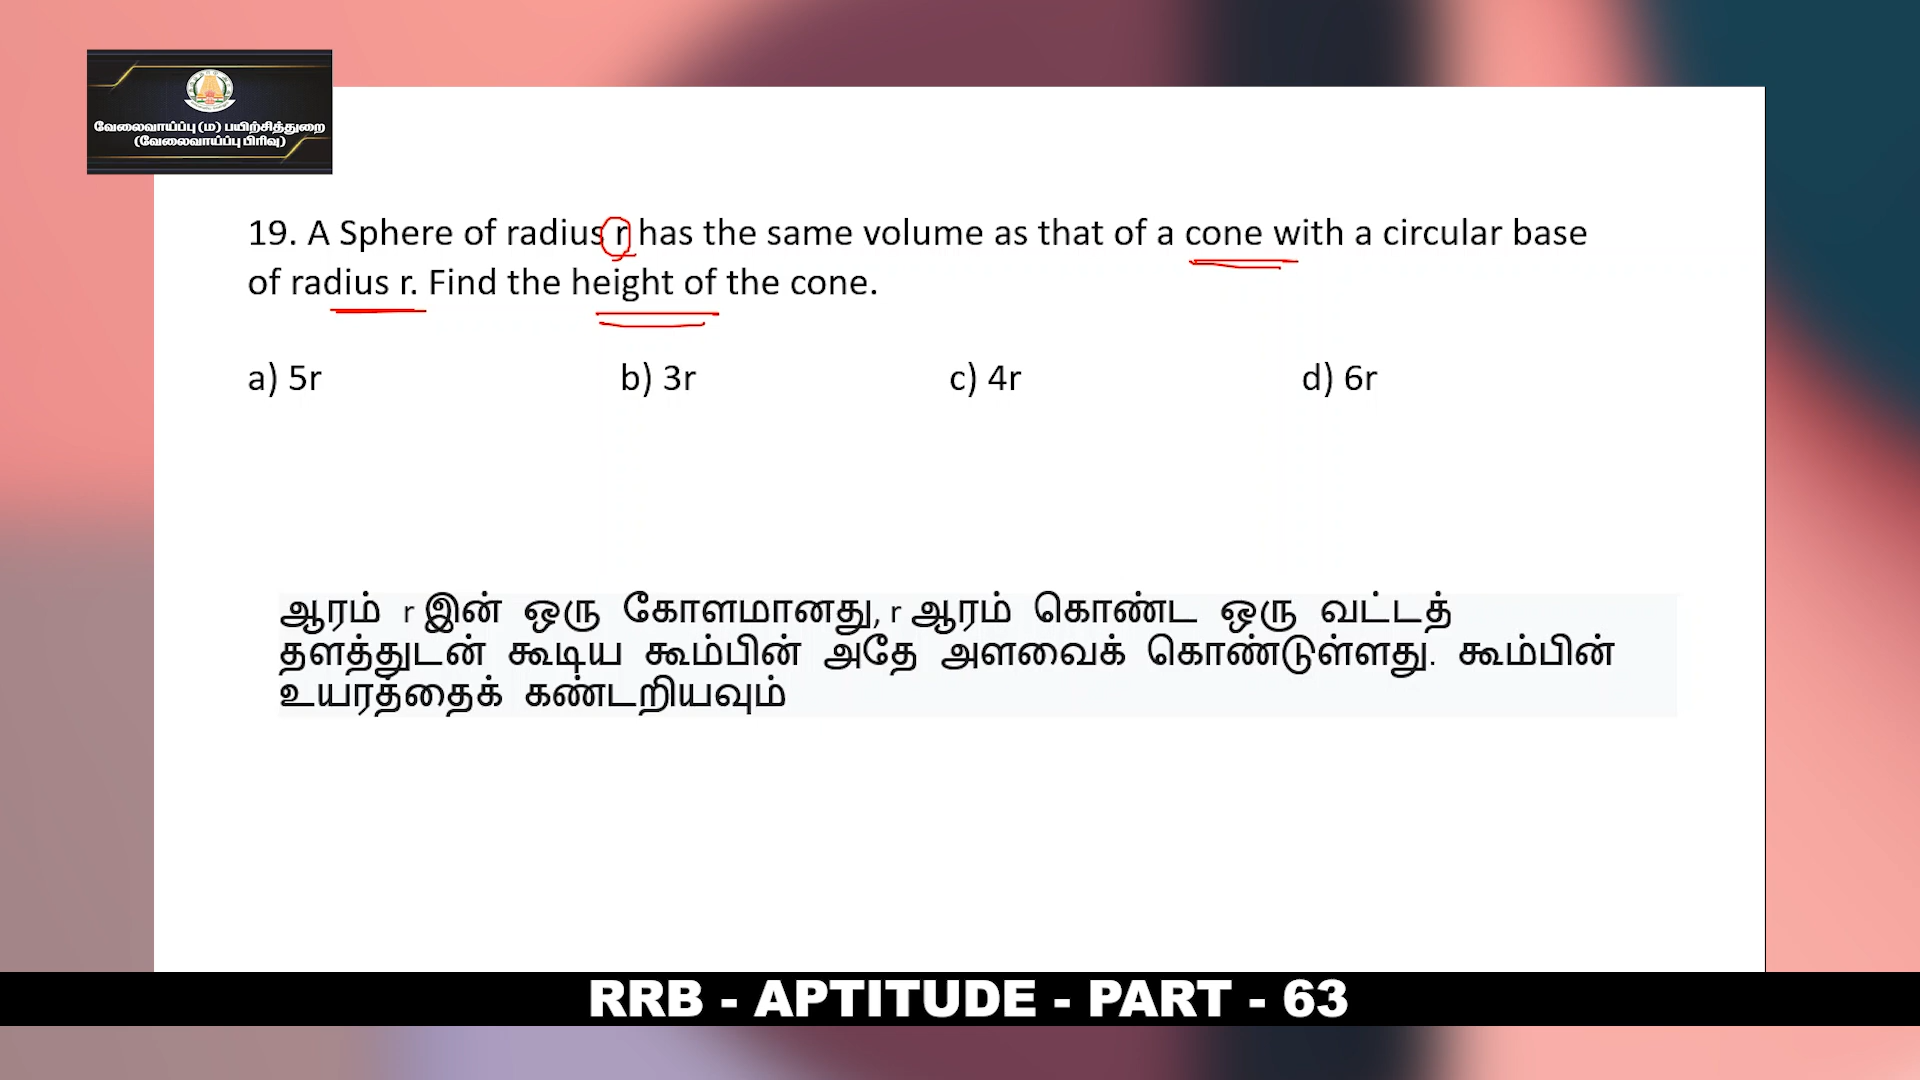 வேலைவாய்ப்பு (ம) பயிற்சித்துறை
(வேலைவாய்ப்பு பிரிவு)
19. A Sphere of radius r has the same volume as that of a cone with a circular base
of radius r. Find the height of the cone.
a) 5r b) 3r c) 4r d) 6r
ஆரம் r இன் ஒரு கோளமானது, r ஆரம் கொண்ட ஒரு வட்டத்
தளத்துடன் கூடிய கூம்பின் அதே அளவைக் கொண்டுள்ளது. கூம்பின்
உயரத்தைக் கண்டறியவும்
RRB - APTITUDE - PART - 63